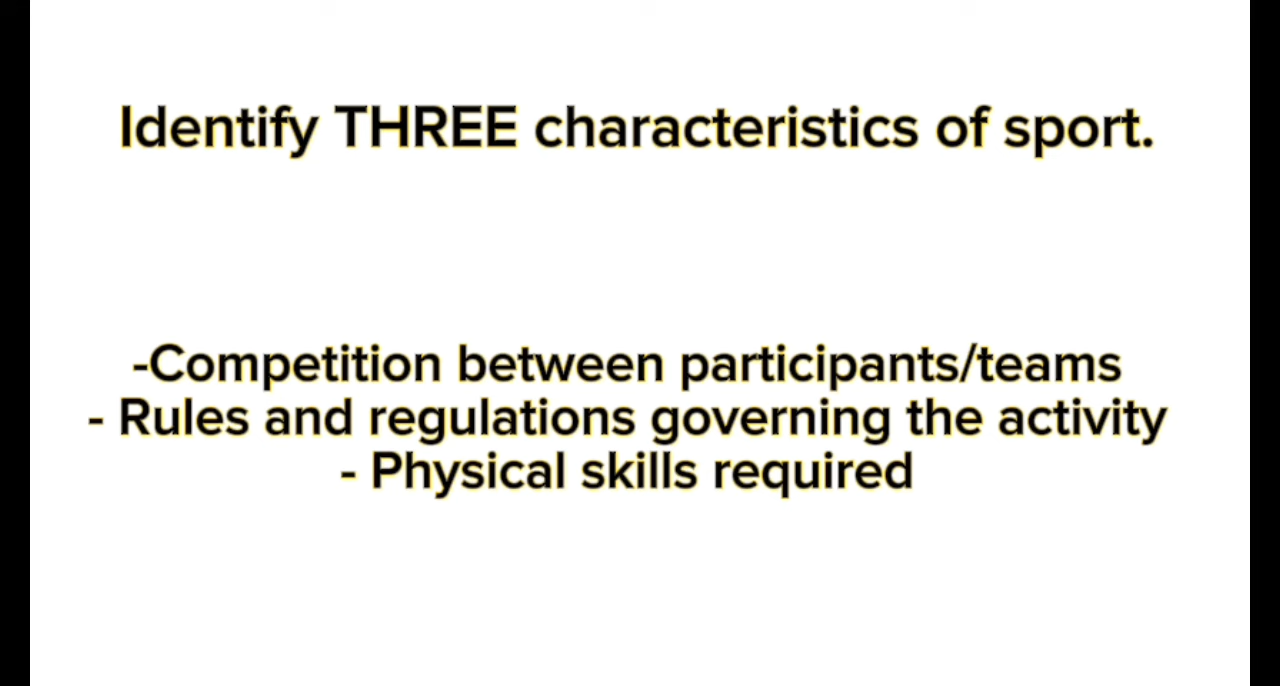 Identify THREE characteristics of sport.
-Competition between participants/teams
- Rules and regulations governing the activity
- Physical skills required